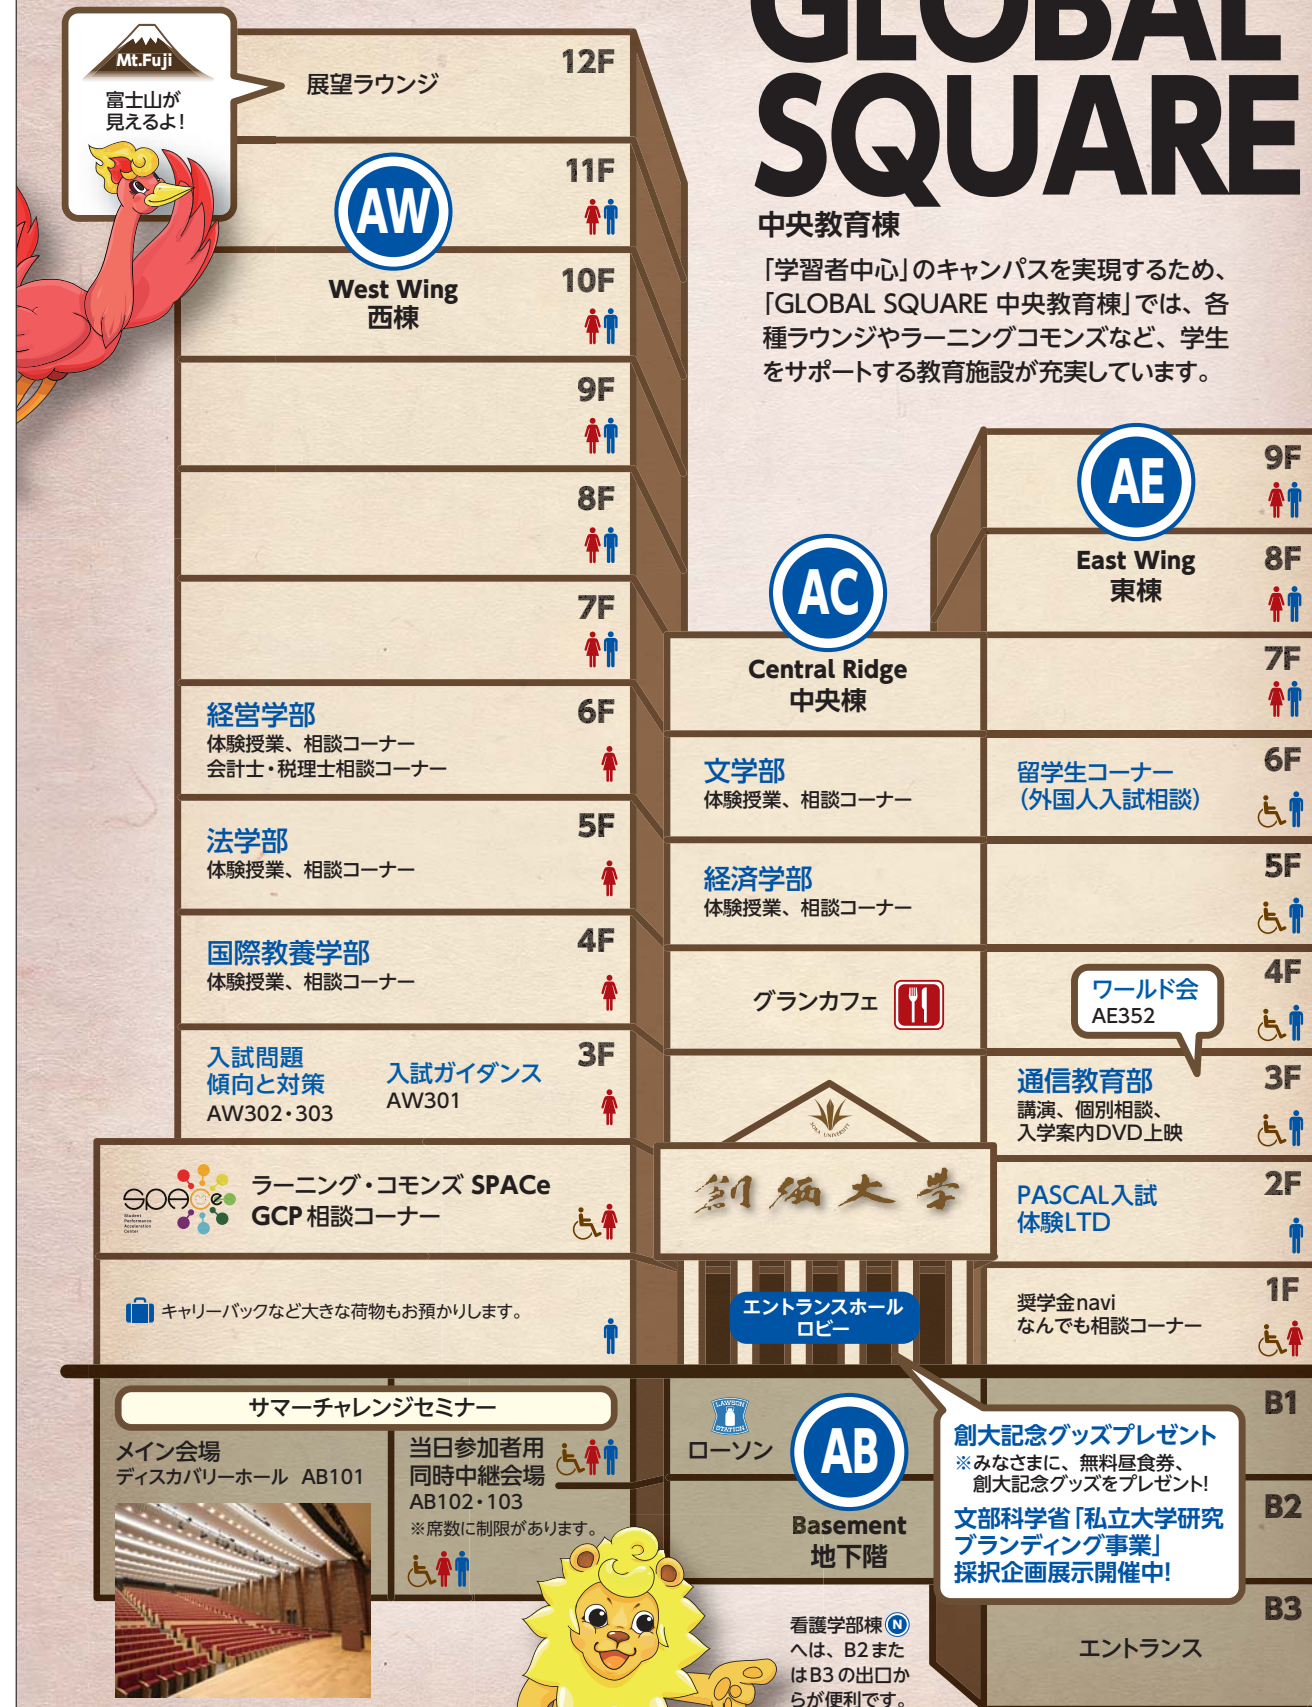 GLOBAL
SQUARE
中央教育棟
「学習者中心」のキャンパスを実現するため、
「GLOBAL SQUARE 中央教育棟」では、各
種ラウンジやラーニングコモンズなど、学生
をサポートする教育施設が充実しています。
Mt.Fuji
富士山が
見えるよ!
展望ラウンジ
12F
11F
AW
West Wing
西棟
10F
9F
8F
7F
経営学部
体験授業、相談コーナー
会計士・税理士相談コーナー
6F
法学部
体験授業、相談コーナー
5F
国際教養学部
体験授業、相談コーナー
4F
入試問題
傾向と対策
AW302・303
入試ガイダンス
AW301
3F
SPACe
Student
Performance
Acceleration
Center
ラーニング・コモンズ SPACe
GCP 相談コーナー
キャリーバックなど大きな荷物もお預かりします。
AC
Central Ridge
中央棟
文学部
体験授業、相談コーナー
経済学部
体験授業、相談コーナー
グランカフェ
SOKA UNIVERSITY
創価大学
エントランスホール
ロビー
AE
East Wing
東棟
9F
8F
7F
留学生コーナー
(外国人入試相談)
6F
5F
4F
ワールド会
AE352
通信教育部
講演、個別相談、
入学案内DVD上映
3F
PASCAL入試
体験LTD
2F
奨学金navi
なんでも相談コーナー
1F
サマーチャレンジセミナー
メイン会場
ディスカバリーホール AB101
当日参加者用
同時中継会場
AB102・103
※席数に制限があります。
LAWSON
STATION
ローソン
AB
Basement
地下階
B1
創大記念グッズプレゼント
※みなさまに、無料昼食券、
創大記念グッズをプレゼント!
文部科学省「私立大学研究
ブランディング事業」
採択企画展示開催中!
B2
B3
エントランス
看護学部棟N
へは、B2また
はB3の出口か
らが便利です。